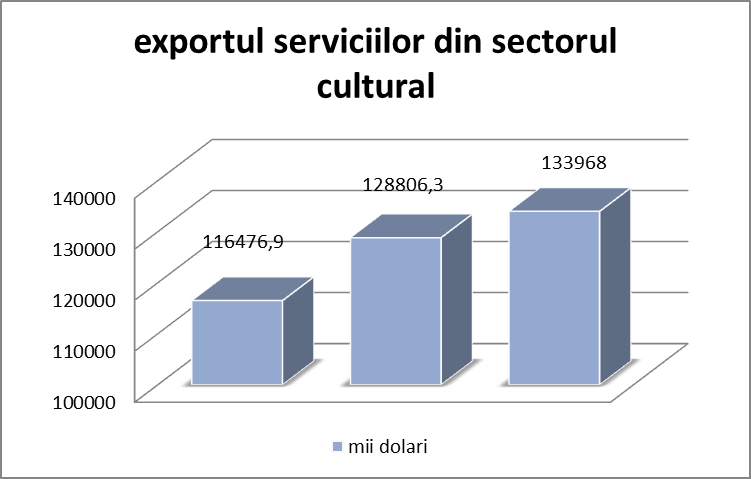 exportul serviciilor din sectorul
cultural
133968
128806,3
116476,9
140000
130000
120000
110000
100000
mii dolari